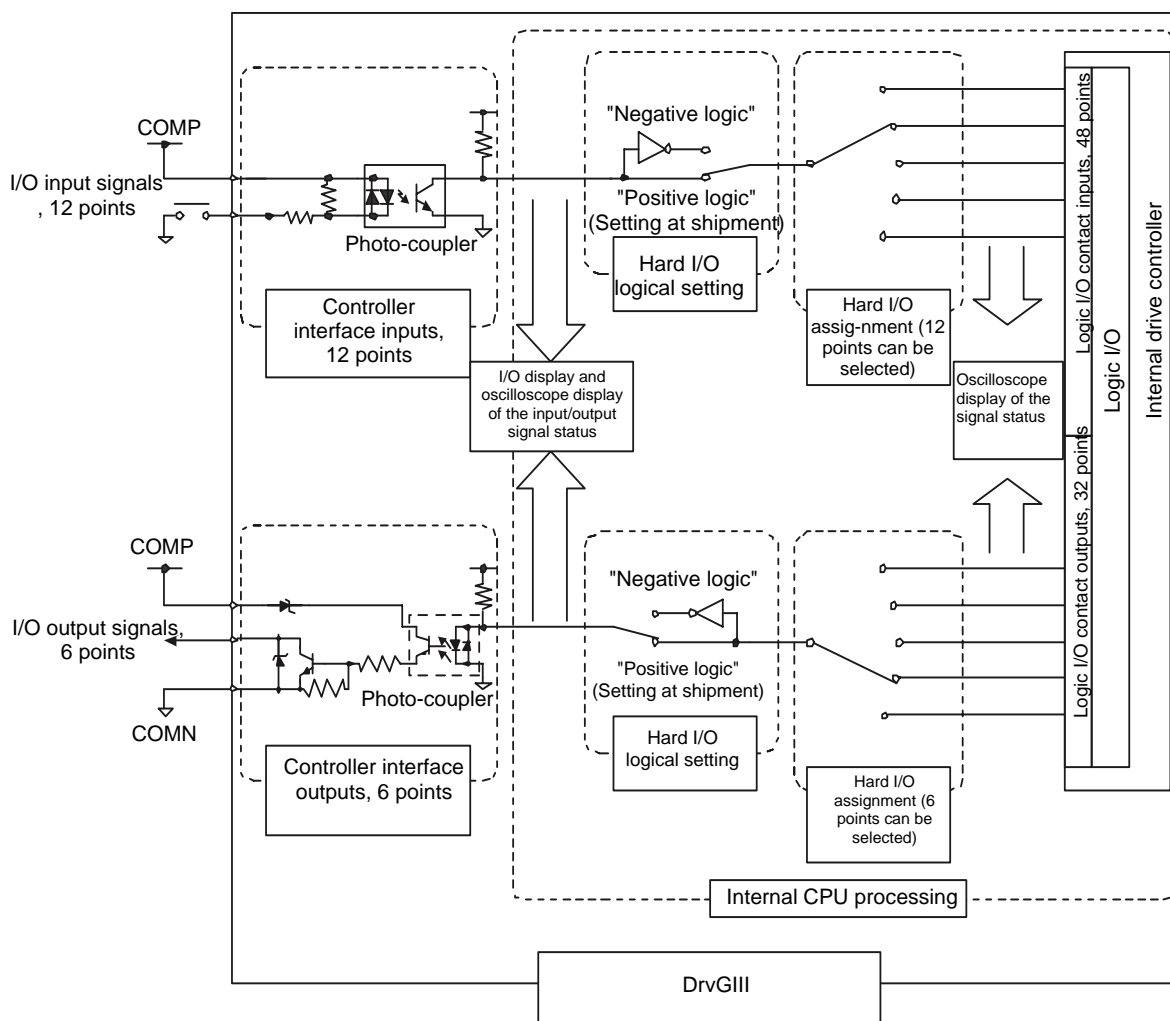 COMP
I/O input signals
, 12 points
Photo-coupler
Controller
interface inputs,
12 points
"Negative logic"
"Positive logic"
(Setting at shipment)
Hard I/O
logical setting
Hard I/O
assig-nment (12
points can be
selected)
I/O display and
oscilloscope display
of the input/output
signal status
Oscilloscope
display of the
signal status
Logic I/O contact inputs, 48 points
Logic I/O contact outputs, 32 points
Logic I/O
Internal drive controller
COMP
I/O output signals,
6 points
COMN
Photo-coupler
Controller interface
outputs, 6 points
"Negative logic"
"Positive logic"
(Setting at shipment)
Hard I/O
logical setting
Hard I/O
assignment (6
points can be
selected)
Internal CPU processing
DrvGIII